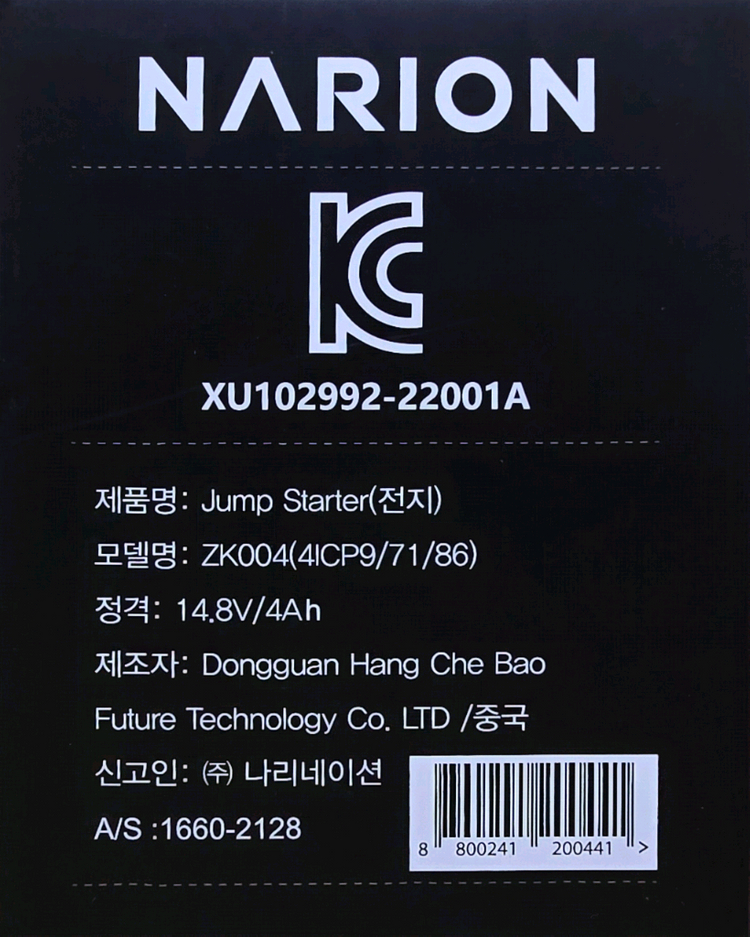 NARION
KC
XU102992-22001A
제품명: Jump Starter(전지)
모델명: ZK004(4ICP9/71/86)
정격: 14.8V/4Ah
제조자: Dongguan Hang Che Bao
Future Technology Co. LTD /중국
신고인: ㈜ 나리네이션
A/S :1660-2128
8 800241 200441 >